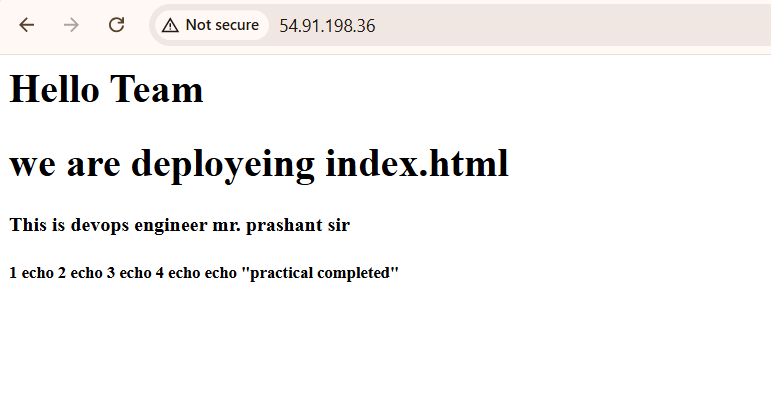 Not secure 54.91.198.36
Hello Team
we are deployeing index.html
This is devops engineer mr. prashant sir
1 echo 2 echo 3 echo 4 echo echo "practical completed"